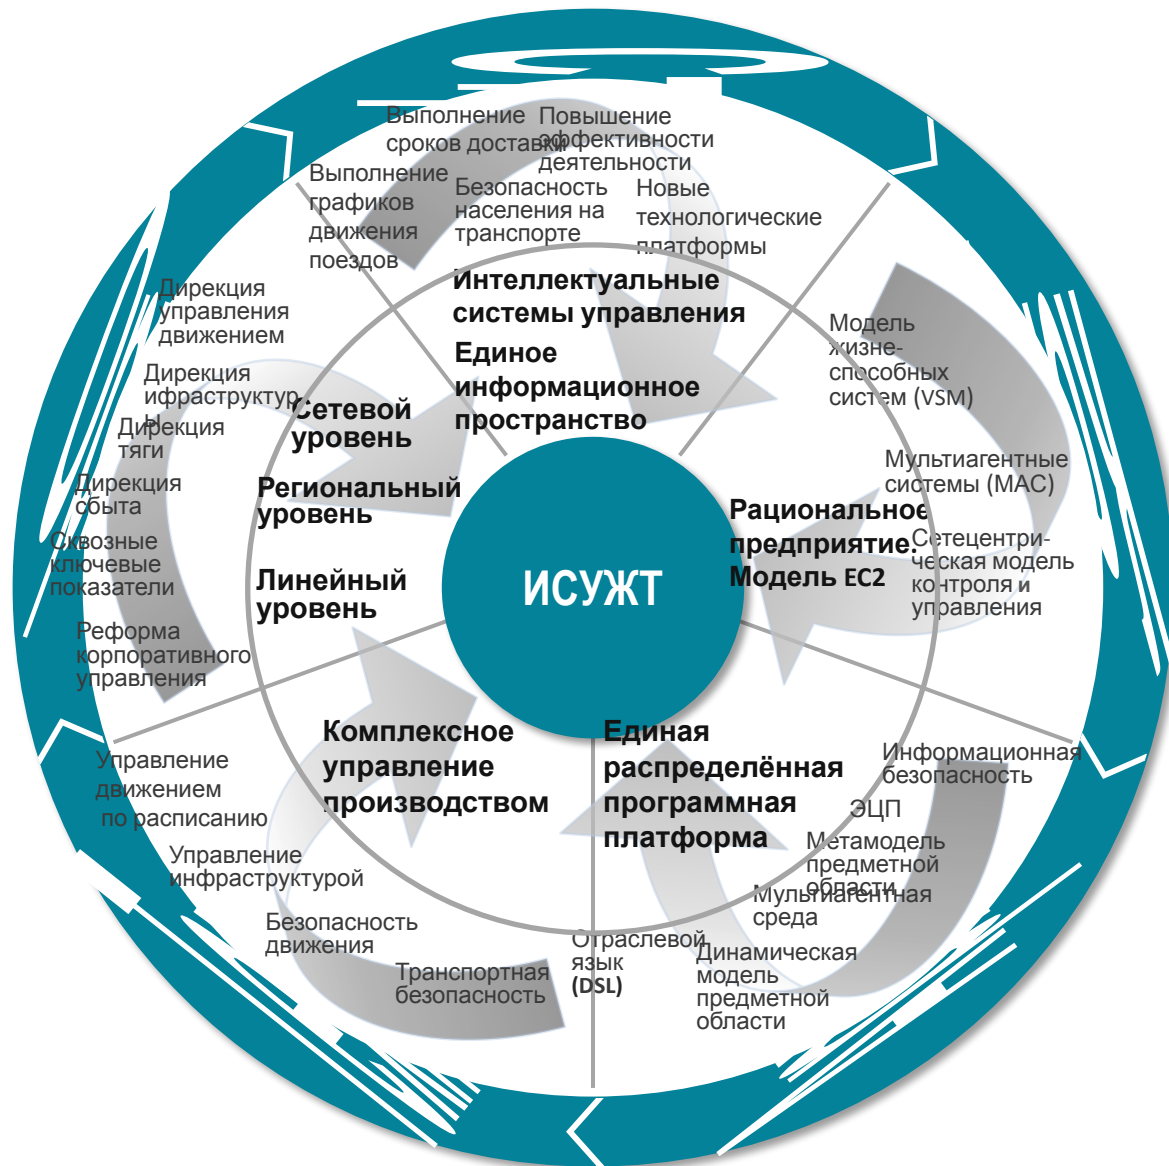 Выполнение
сроков доставки
Повышение
эффективности
деятельности
Выполнение
графиков
движения
поездов
Безопасность
населения на
транспорте
Новые
технологические
платформы
Интеллектуальные
системы управления
Единое
информационное
пространство
Дирекция
управления
движением
Дирекция
ифраструктур
ы
Дирекция
тяги
Дирекция
сбыта
Сквозные
ключевые
показатели
Реформа
корпоративного
управления
Сетевой
уровень
Региональный
уровень
Линейный
уровень
ИСУЖТ
Модель
жизне-
способных
систем (VSM)
Мультиагентные
системы (МАС)
Сетецентри-
ческая модель
контроля и
управления
Рациональное
предприятие.
Модель EC2
Комплексное
управление
производством
Управление
движением
по расписанию
Управление
инфраструктурой
Безопасность
движения
Транспортная
безопасность
Единая
распределённая
программная
платформа
Информационная
безопасность
ЭЦП
Метамодель
предметной
области
Мультиагентная
среда
Динамическая
модель
предметной
области
Отраслевой
язык
(DSL)